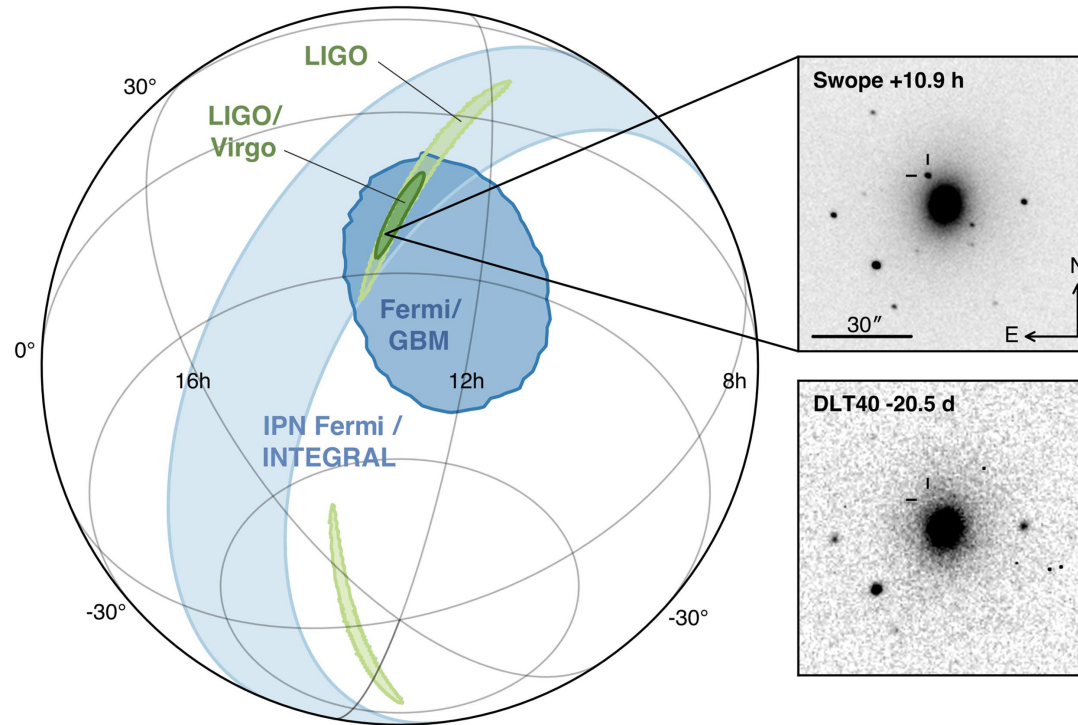 LIGO
30°
LIGO/
Virgo
Fermi/
GBM
0°
16h
12h
8h
IPN Fermi /
INTEGRAL
-30°
-30°
Swope +10.9 h
30″
N
E
DLT40 -20.5 d